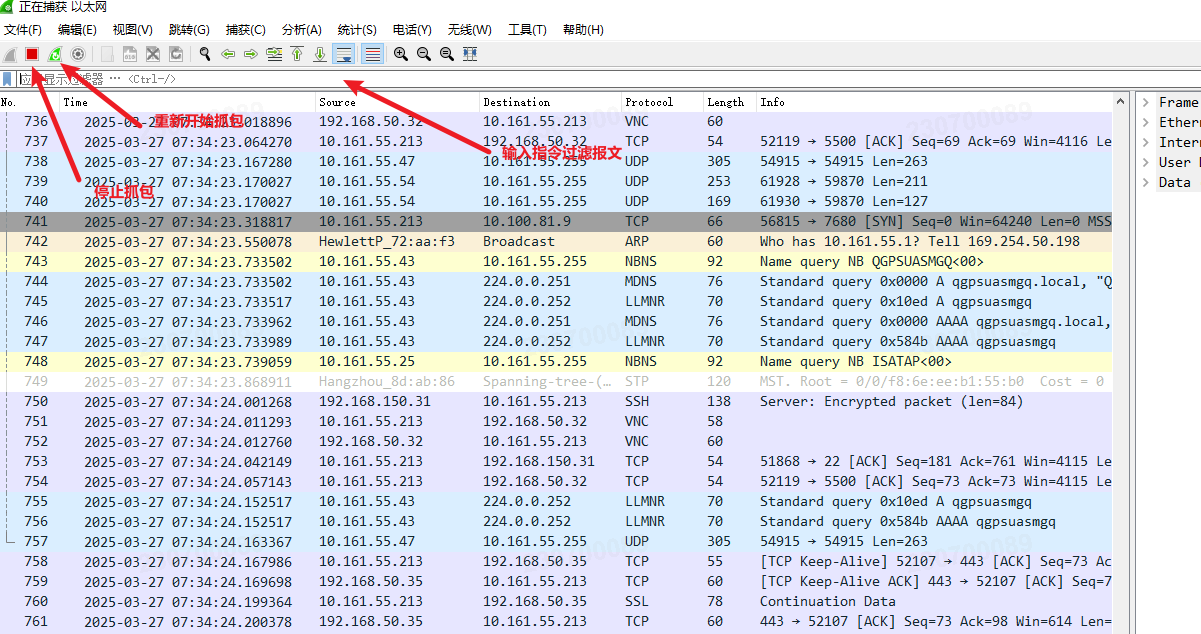 正在捕获 以太网
文件(F) 编辑(E) 视图(V) 跳转(G) 捕获(C) 分析(A) 统计(S) 电话(Y) 无线(W) 工具(T) 帮助(H)
显示过滤器 … <Ctrl-/>
重新开始抓包
停止抓包
输入指令过滤报文
No. Time Source Destination Protocol Length Info
736 2025-03-27 07:34:23.018896 192.168.50.32 10.161.55.213 VNC 60
737 2025-03-27 07:34:23.064270 10.161.55.213 192.168.50.32 TCP 54 52119 → 5500 [ACK] Seq=69 Ack=69 Win=4116 Le
738 2025-03-27 07:34:23.167280 10.161.55.47 10.161.55.255 UDP 305 54915 → 54915 Len=263
739 2025-03-27 07:34:23.170027 10.161.55.54 10.161.55.255 UDP 253 61928 → 59870 Len=211
740 2025-03-27 07:34:23.170027 10.161.55.54 10.161.55.255 UDP 169 61930 → 59870 Len=127
741 2025-03-27 07:34:23.318817 10.161.55.213 10.100.81.9 TCP 66 56815 → 7680 [SYN] Seq=0 Win=64240 Len=0 MSS
742 2025-03-27 07:34:23.550078 HewlettP_72:aa:f3 Broadcast ARP 60 Who has 10.161.55.1? Tell 169.254.50.198
743 2025-03-27 07:34:23.733502 10.161.55.43 10.161.55.255 NBNS 92 Name query NB QGPSUASMGQ<00>
744 2025-03-27 07:34:23.733502 10.161.55.43 224.0.0.251 MDNS 76 Standard query 0x0000 A qgpsuasmgq.local, "Q
745 2025-03-27 07:34:23.733517 10.161.55.43 224.0.0.252 LLMNR 70 Standard query 0x10ed A qgpsuasmgq
746 2025-03-27 07:34:23.733962 10.161.55.43 224.0.0.251 MDNS 76 Standard query 0x0000 AAAA qgpsuasmgq.local,
747 2025-03-27 07:34:23.733989 10.161.55.43 224.0.0.252 LLMNR 70 Standard query 0x584b AAAA qgpsuasmgq
748 2025-03-27 07:34:23.739059 10.161.55.25 10.161.55.255 NBNS 92 Name query NB ISATAP<00>
749 2025-03-27 07:34:23.868911 Hangzhou_8d:ab:86 Spanning-tree-(… STP 120 MST. Root = 0/0/f8:6e:ee:b1:55:b0 Cost = 0
750 2025-03-27 07:34:24.001268 192.168.150.31 10.161.55.213 SSH 138 Server: Encrypted packet (len=84)
751 2025-03-27 07:34:24.011293 10.161.55.213 192.168.50.32 VNC 58
752 2025-03-27 07:34:24.012760 192.168.50.32 10.161.55.213 VNC 60
753 2025-03-27 07:34:24.042149 10.161.55.213 192.168.150.31 TCP 54 51868 → 22 [ACK] Seq=181 Ack=761 Win=4115 Le
754 2025-03-27 07:34:24.057143 10.161.55.213 192.168.50.32 TCP 54 52119 → 5500 [ACK] Seq=73 Ack=73 Win=4115 Le
755 2025-03-27 07:34:24.152517 10.161.55.43 224.0.0.252 LLMNR 70 Standard query 0x10ed A qgpsuasmgq
756 2025-03-27 07:34:24.152517 10.161.55.43 224.0.0.252 LLMNR 70 Standard query 0x584b AAAA qgpsuasmgq
757 2025-03-27 07:34:24.163367 10.161.55.47 10.161.55.255 UDP 305 54915 → 54915 Len=263
758 2025-03-27 07:34:24.167986 10.161.55.213 192.168.50.35 TCP 55 [TCP Keep-Alive] 52107 → 443 [ACK] Seq=73 Ac
759 2025-03-27 07:34:24.169698 192.168.50.35 10.161.55.213 TCP 60 [TCP Keep-Alive ACK] 443 → 52107 [ACK] Seq=7
760 2025-03-27 07:34:24.199364 10.161.55.213 192.168.50.35 SSL 78 Continuation Data
761 2025-03-27 07:34:24.200378 192.168.50.35 10.161.55.213 TCP 60 443 → 52107 [ACK] Seq=73 Ack=98 Win=614 Len=
Frame
Ether
Inter
User
Data
230700089